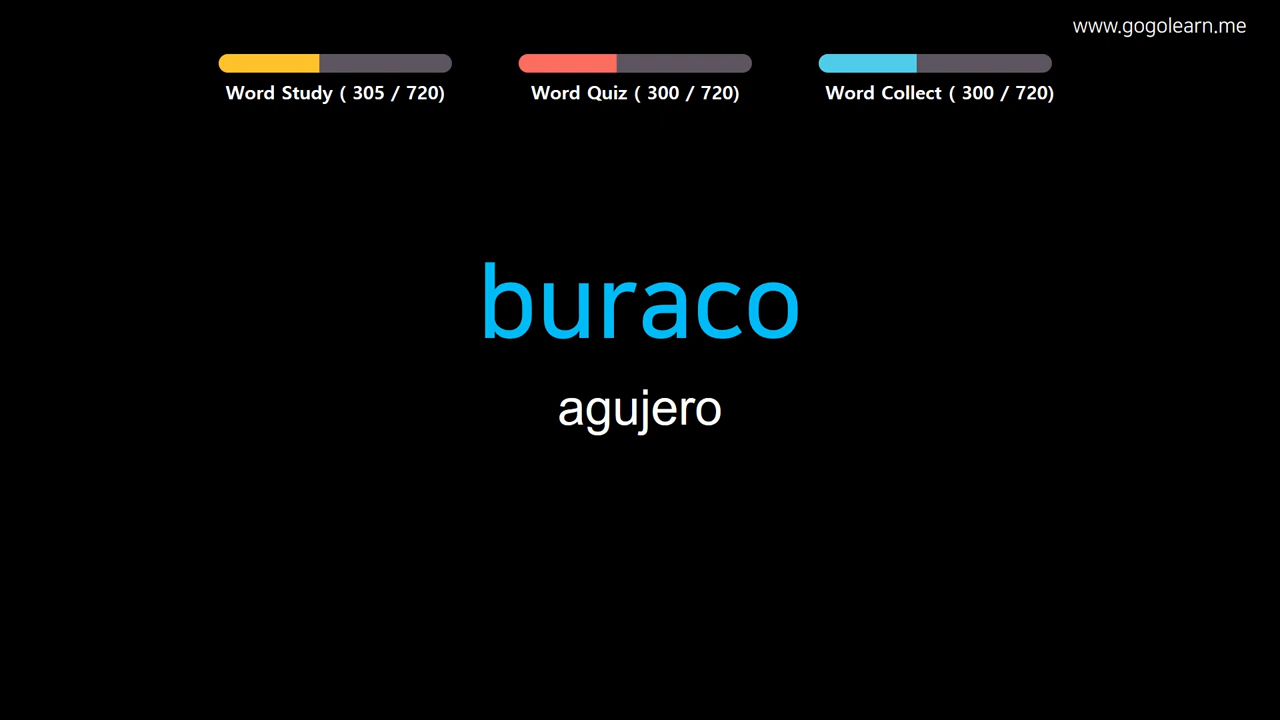 www.gogolearn.me
Word Study ( 305 / 720)
Word Quiz ( 300 / 720)
Word Collect ( 300 / 720)
buraco
agujero